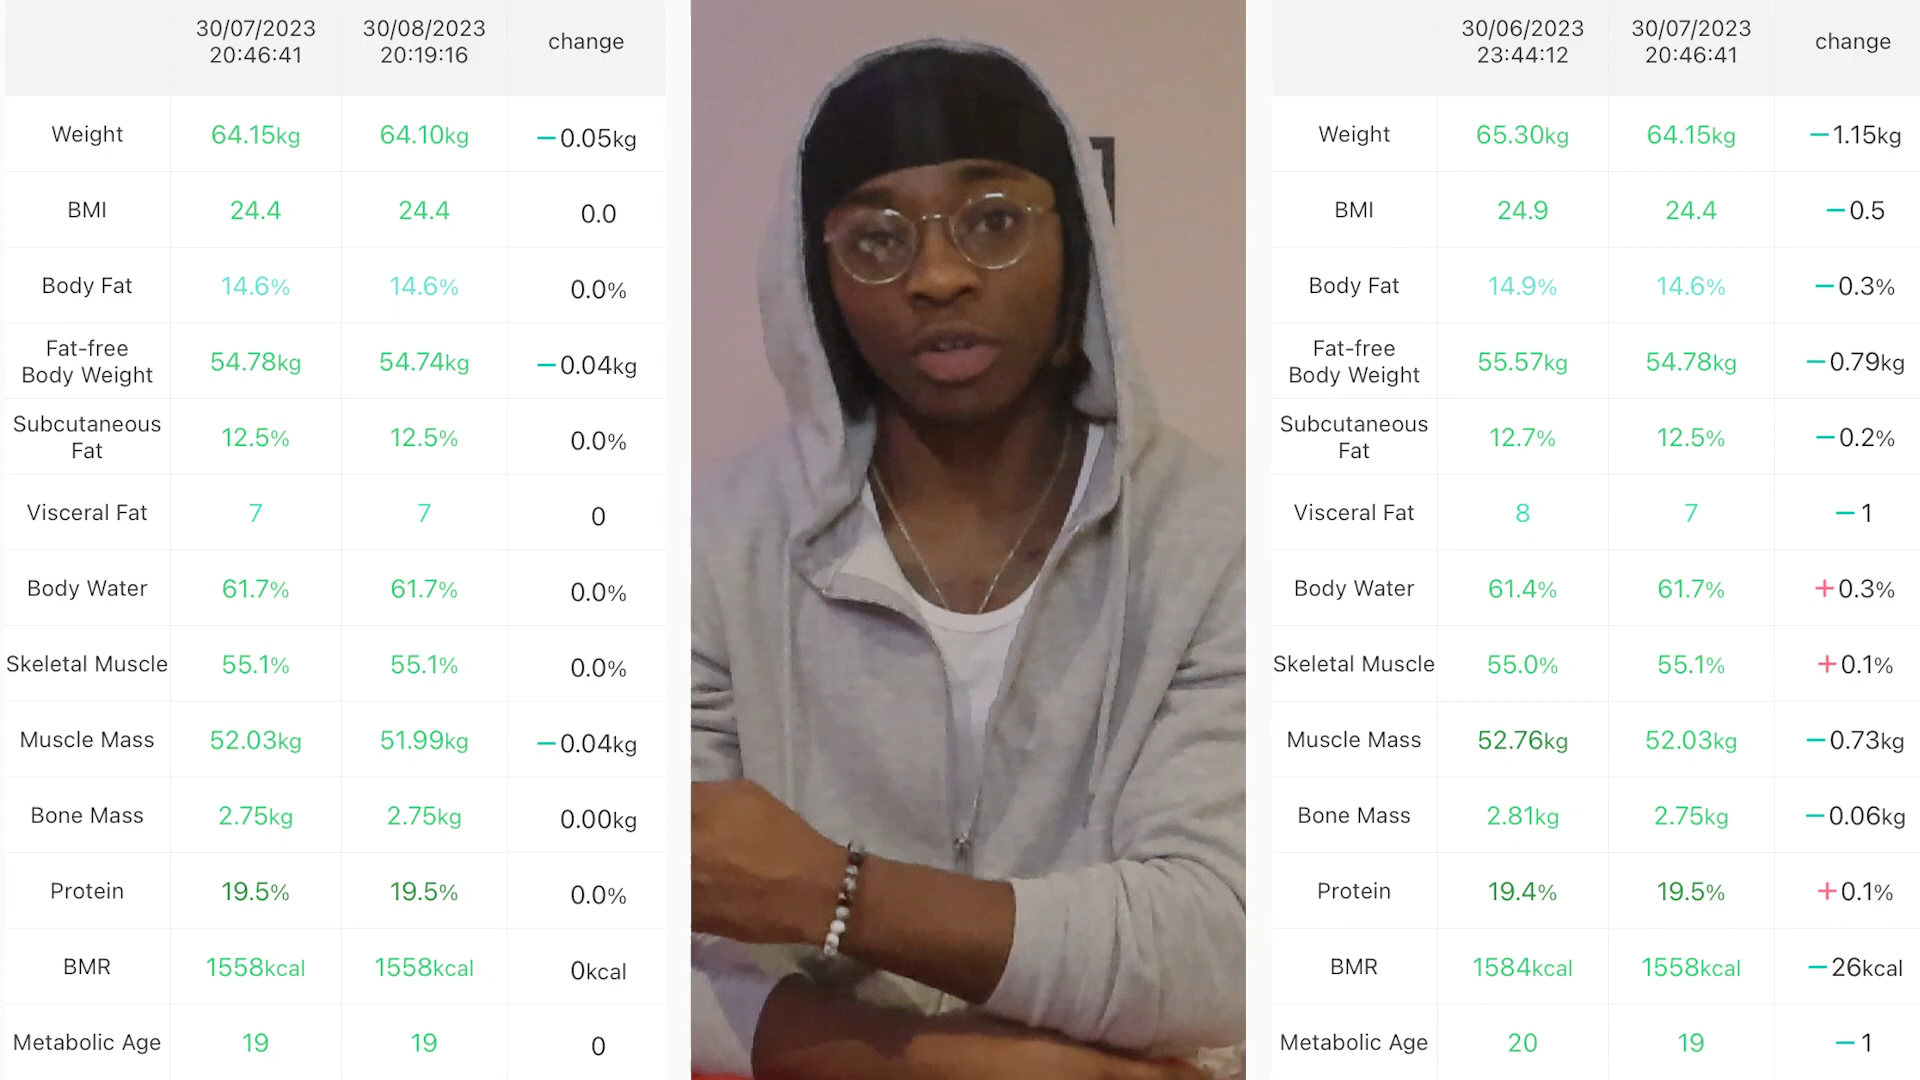 30/07/2023 30/08/2023 change
20:46:41 20:19:16
Weight 64.15kg 64.10kg −0.05kg
BMI 24.4 24.4 0.0
Body Fat 14.6% 14.6% 0.0%
Fat-free
Body Weight 54.78kg 54.74kg −0.04kg
Subcutaneous
Fat 12.5% 12.5% 0.0%
Visceral Fat 7 7 0
Body Water 61.7% 61.7% 0.0%
Skeletal Muscle 55.1% 55.1% 0.0%
Muscle Mass 52.03kg 51.99kg −0.04kg
Bone Mass 2.75kg 2.75kg 0.00kg
Protein 19.5% 19.5% 0.0%
BMR 1558kcal 1558kcal 0kcal
Metabolic Age 19 19 0
30/06/2023 30/07/2023 change
23:44:12 20:46:41
Weight 65.30kg 64.15kg −1.15kg
BMI 24.9 24.4 −0.5
Body Fat 14.9% 14.6% −0.3%
Fat-free
Body Weight 55.57kg 54.78kg −0.79kg
Subcutaneous
Fat 12.7% 12.5% −0.2%
Visceral Fat 8 7 −1
Body Water 61.4% 61.7% +0.3%
Skeletal Muscle 55.0% 55.1% +0.1%
Muscle Mass 52.76kg 52.03kg −0.73kg
Bone Mass 2.81kg 2.75kg −0.06kg
Protein 19.4% 19.5% +0.1%
BMR 1584kcal 1558kcal −26kcal
Metabolic Age 20 19 −1